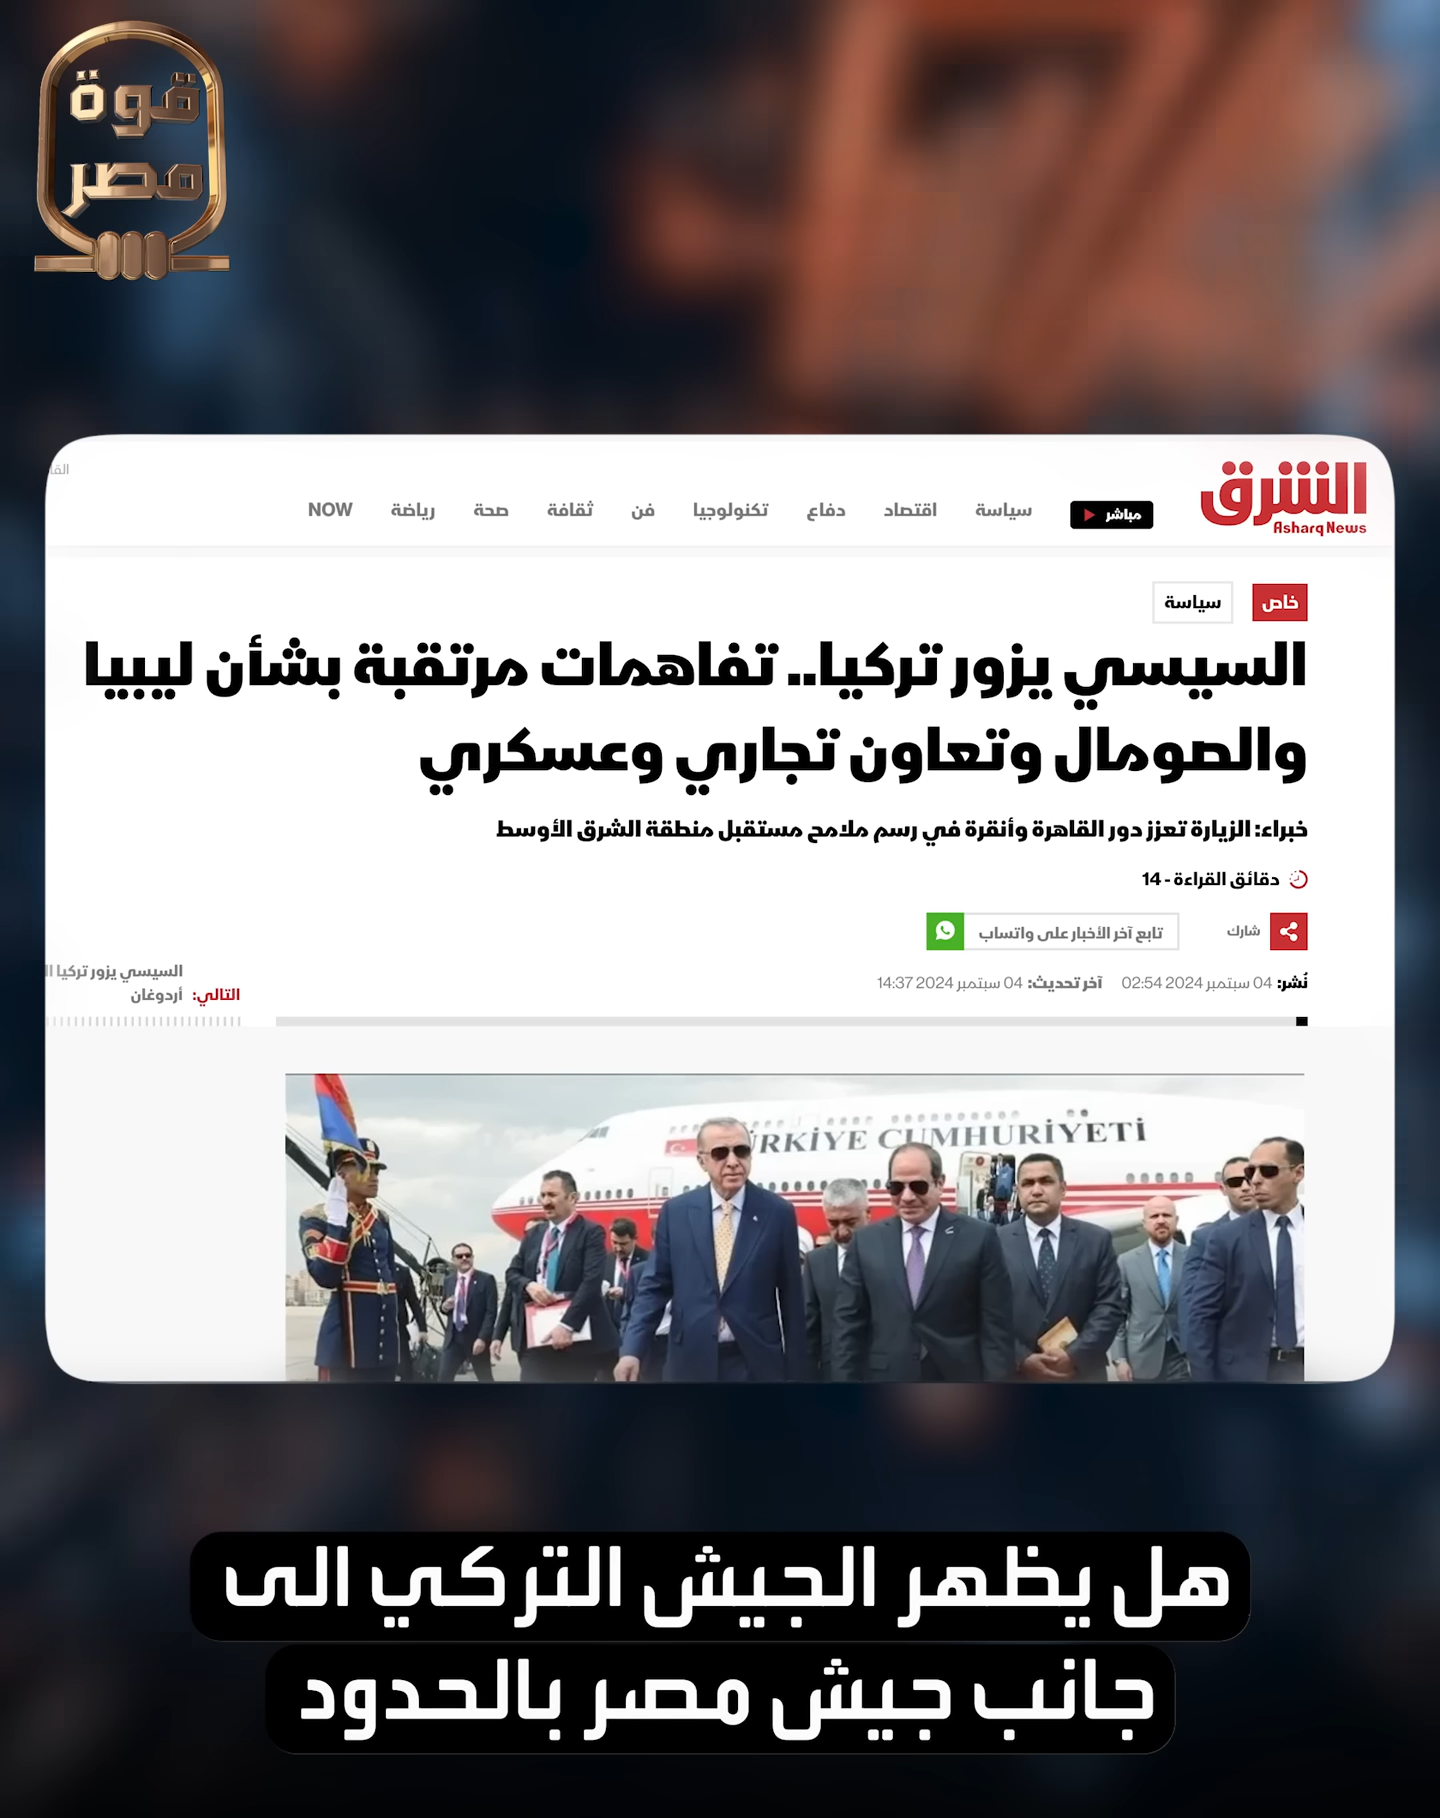 قوة
مصر
الشرق
Asharq News
مباشر
سياسة
اقتصاد
دفاع
تكنولوجيا
فن
ثقافة
صحة
رياضة
NOW
خاص
سياسة
السيسي يزور تركيا.. تفاهمات مرتقبة بشأن ليبيا
والصومال وتعاون تجاري وعسكري
خبراء: الزيارة تعزز دور القاهرة وأنقرة في رسم ملامح مستقبل منطقة الشرق الأوسط
دقائق القراءة - 14
شارك
تابع آخر الأخبار على واتساب
نُشر: 04 سبتمبر 2024 02:54 آخر تحديث: 04 سبتمبر 2024 14:37
السيسي يزور تركيا
التالي: أردوغان
CUMHURİYETİ
هل يظهر الجيش التركي الى
جانب جيش مصر بالحدود